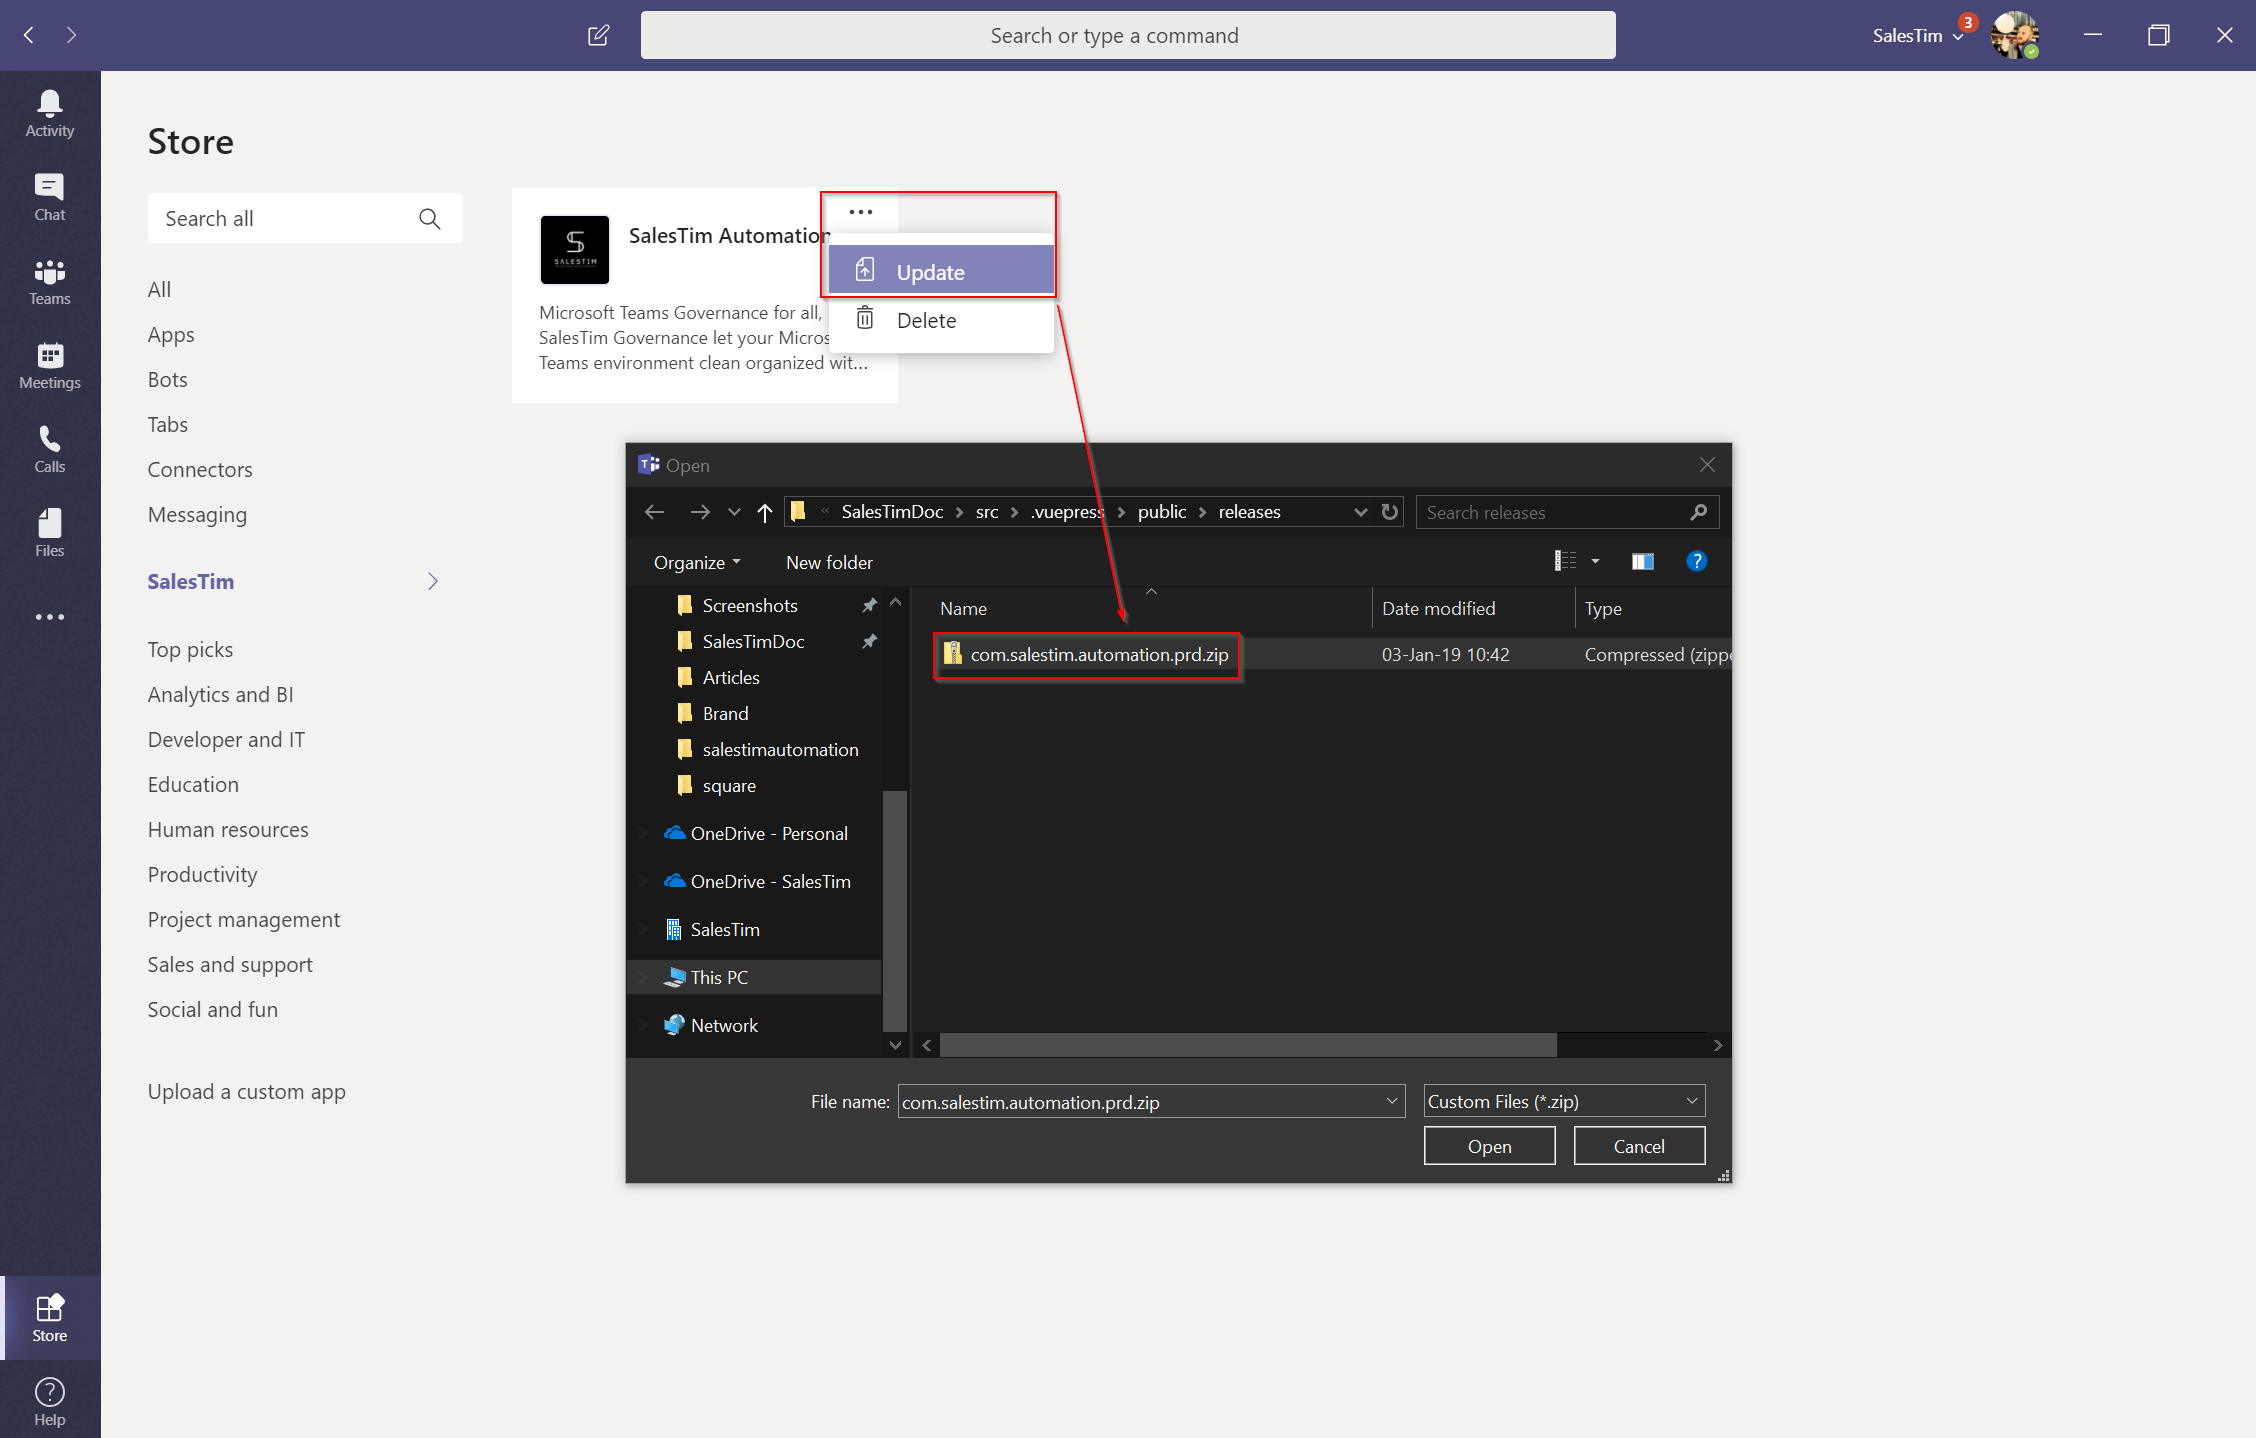 Search or type a command
SalesTim
3
Activity
Chat
Teams
Meetings
Calls
Files
Store
Help
Store
Search all
All
Apps
Bots
Tabs
Connectors
Messaging
SalesTim
Top picks
Analytics and BI
Developer and IT
Education
Human resources
Productivity
Project management
Sales and support
Social and fun
Upload a custom app
SALESTIM
SalesTim Automation
Microsoft Teams Governance for all,
SalesTim Governance let your Micros
Teams environment clean organized wit...
Update
Delete
Open
« SalesTimDoc > src > .vuepress > public > releases
Search releases
Organize
New folder
?
Screenshots
SalesTimDoc
Articles
Brand
salestimautomation
square
OneDrive - Personal
OneDrive - SalesTim
SalesTim
This PC
Network
Name Date modified Type
com.salestim.automation.prd.zip 03-Jan-19 10:42 Compressed (zippe
File name: com.salestim.automation.prd.zip
Custom Files (*.zip)
Open
Cancel